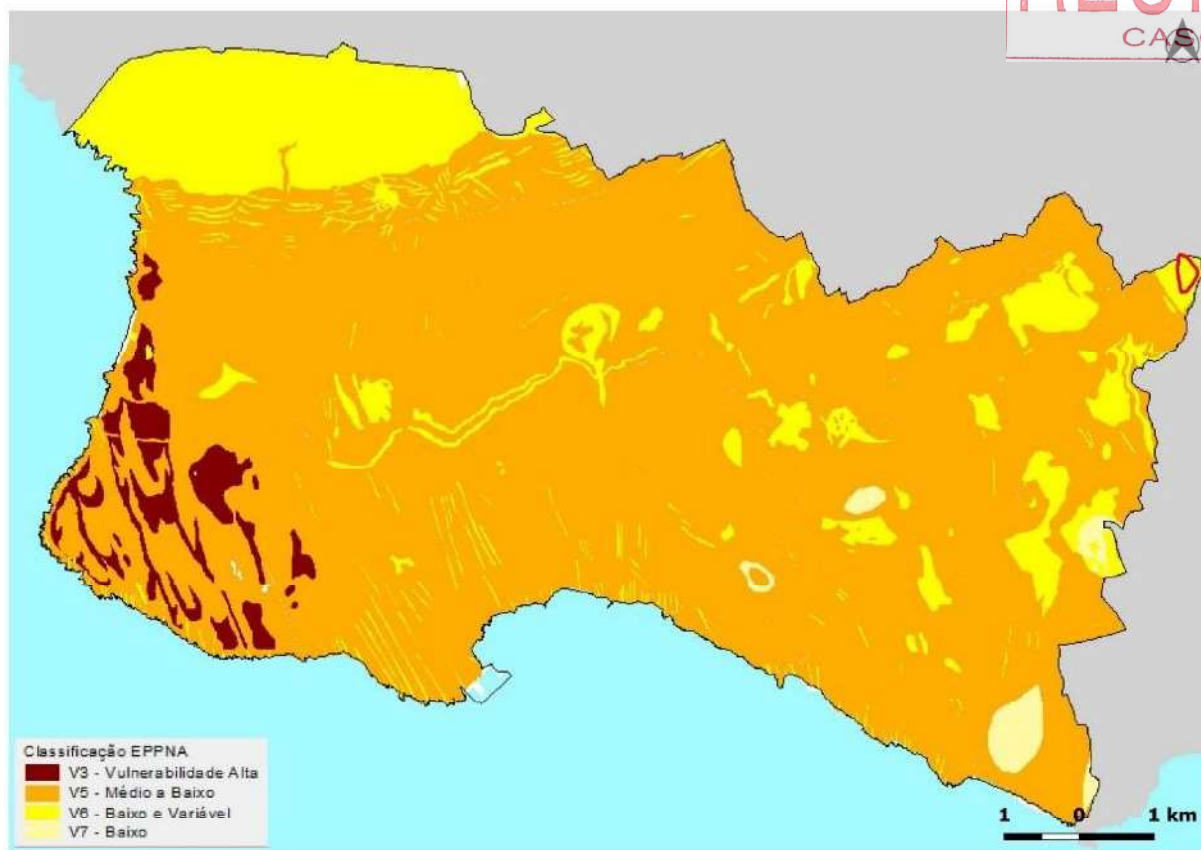 CAS
Classificação EPPNA
V3 - Vulnerabilidade Alta
V5 - Médio a Baixo
V6 - Baixo e Variável
V7 - Baixo
1 0 1 km